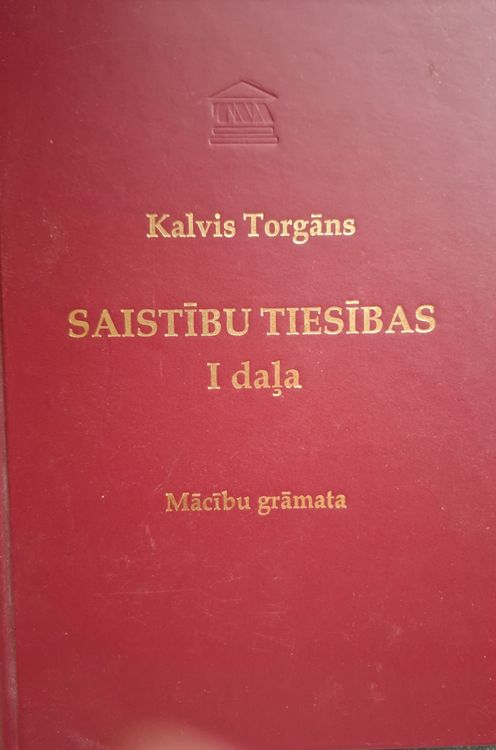 Kalvis Torgāns
SAISTĪBU TIESĪBAS
I daļa
Mācību grāmata